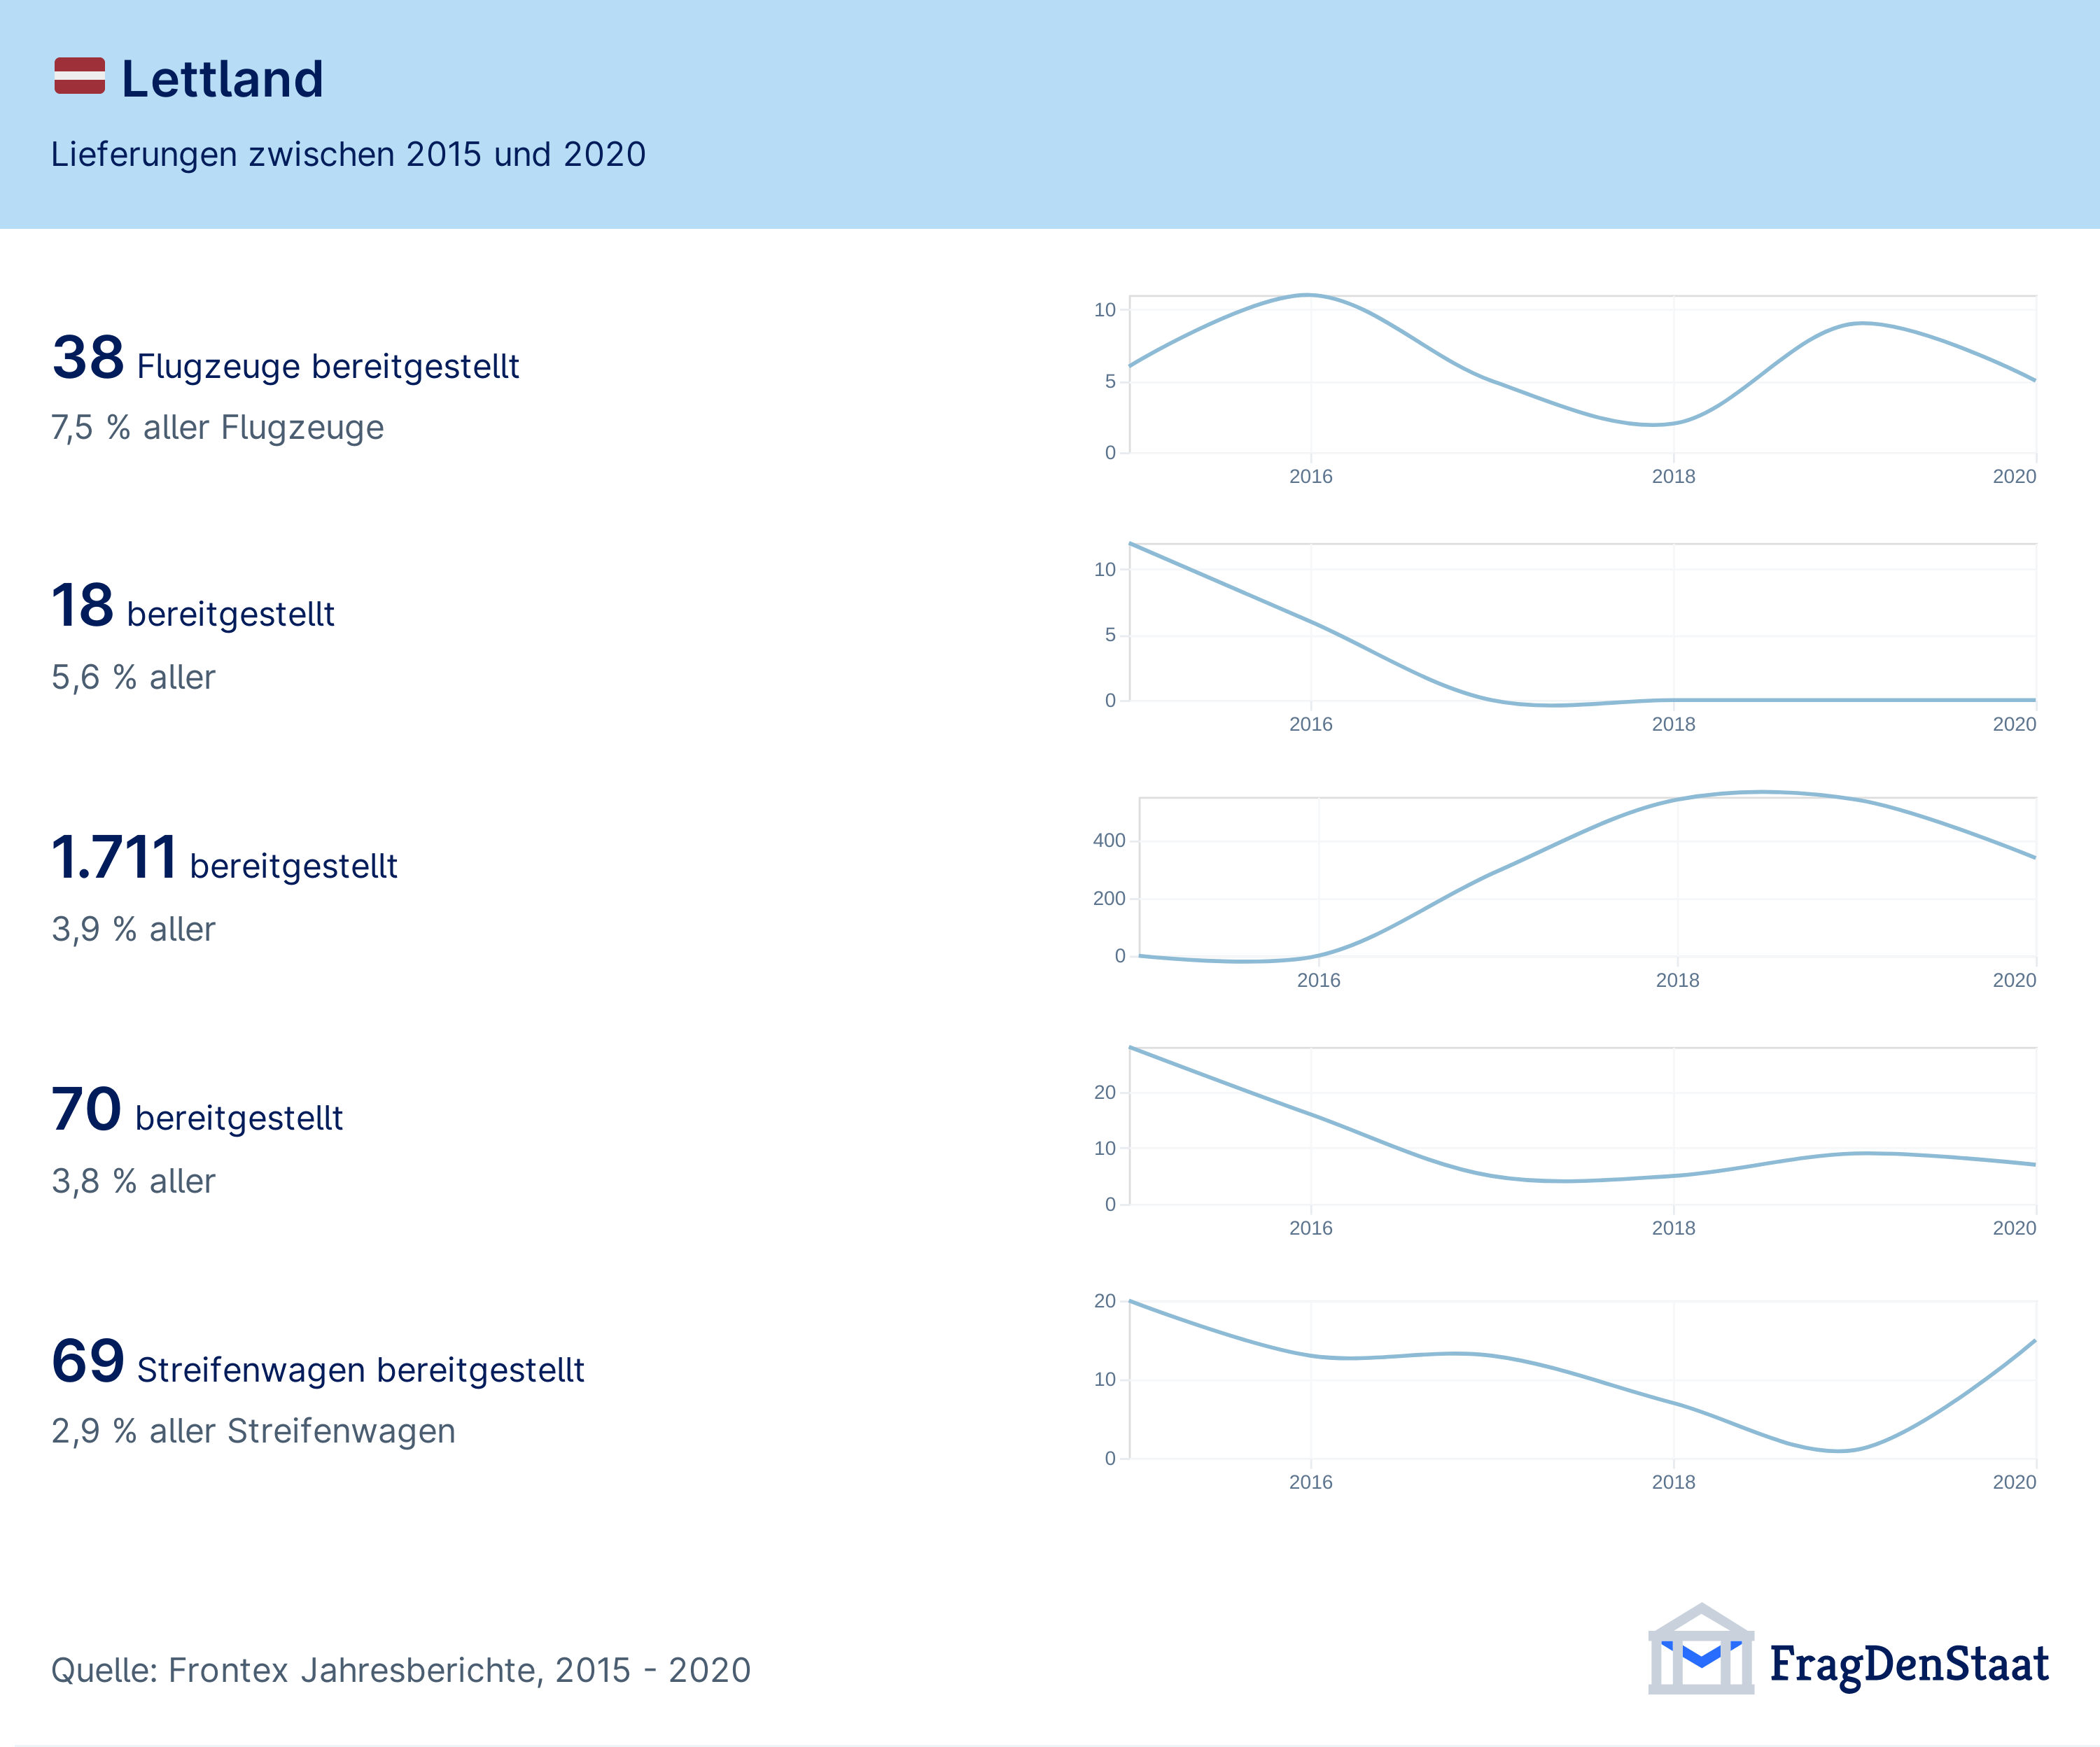 Lettland
Lieferungen zwischen 2015 und 2020
38 Flugzeuge bereitgestellt
7,5 % aller Flugzeuge
10
5
0
2016 2018 2020
18 bereitgestellt
5,6 % aller
10
5
0
2016 2018 2020
1.711 bereitgestellt
3,9 % aller
400
200
0
2016 2018 2020
70 bereitgestellt
3,8 % aller
20
10
0
2016 2018 2020
69 Streifenwagen bereitgestellt
2,9 % aller Streifenwagen
20
10
0
2016 2018 2020
Quelle: Frontex Jahresberichte, 2015 - 2020
FragDenStaat